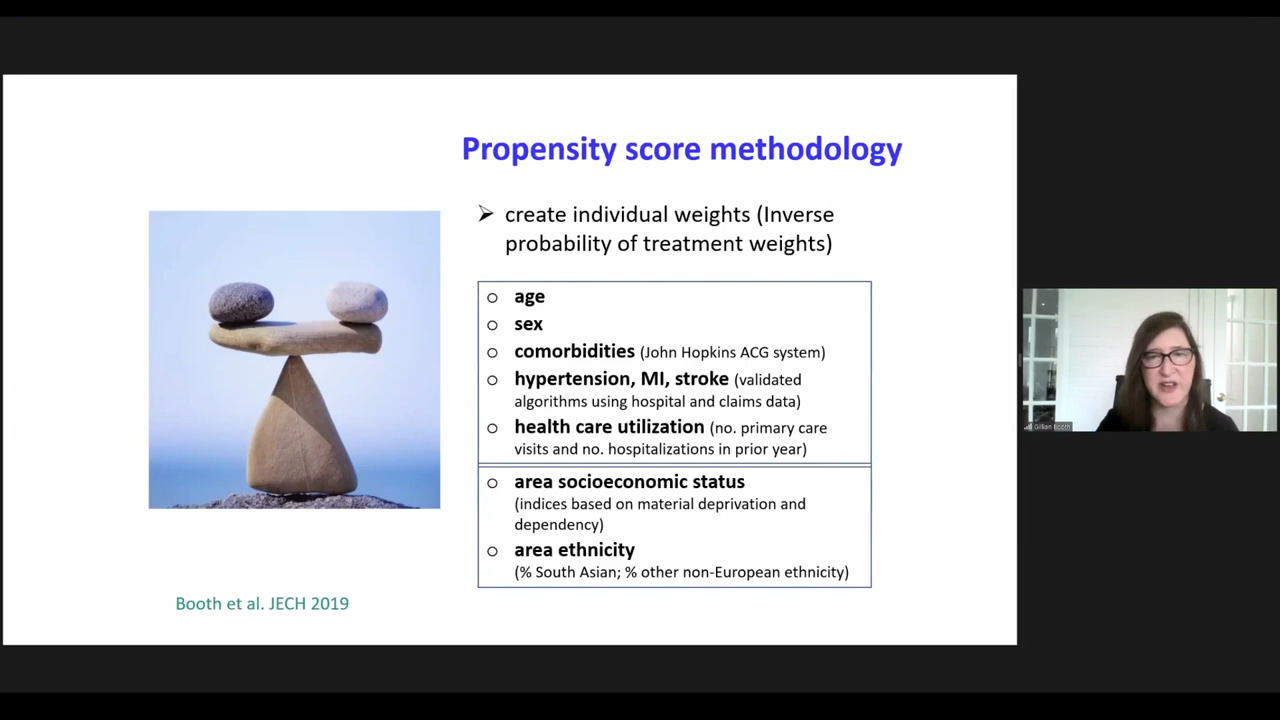 Propensity score methodology
➢ create individual weights (Inverse
probability of treatment weights)
○ age
○ sex
○ comorbidities (John Hopkins ACG system)
○ hypertension, MI, stroke (validated
algorithms using hospital and claims data)
○ health care utilization (no. primary care
visits and no. hospitalizations in prior year)
○ area socioeconomic status
(indices based on material deprivation and
dependency)
○ area ethnicity
(% South Asian; % other non-European ethnicity)
Booth et al. JECH 2019
Gillian Booth